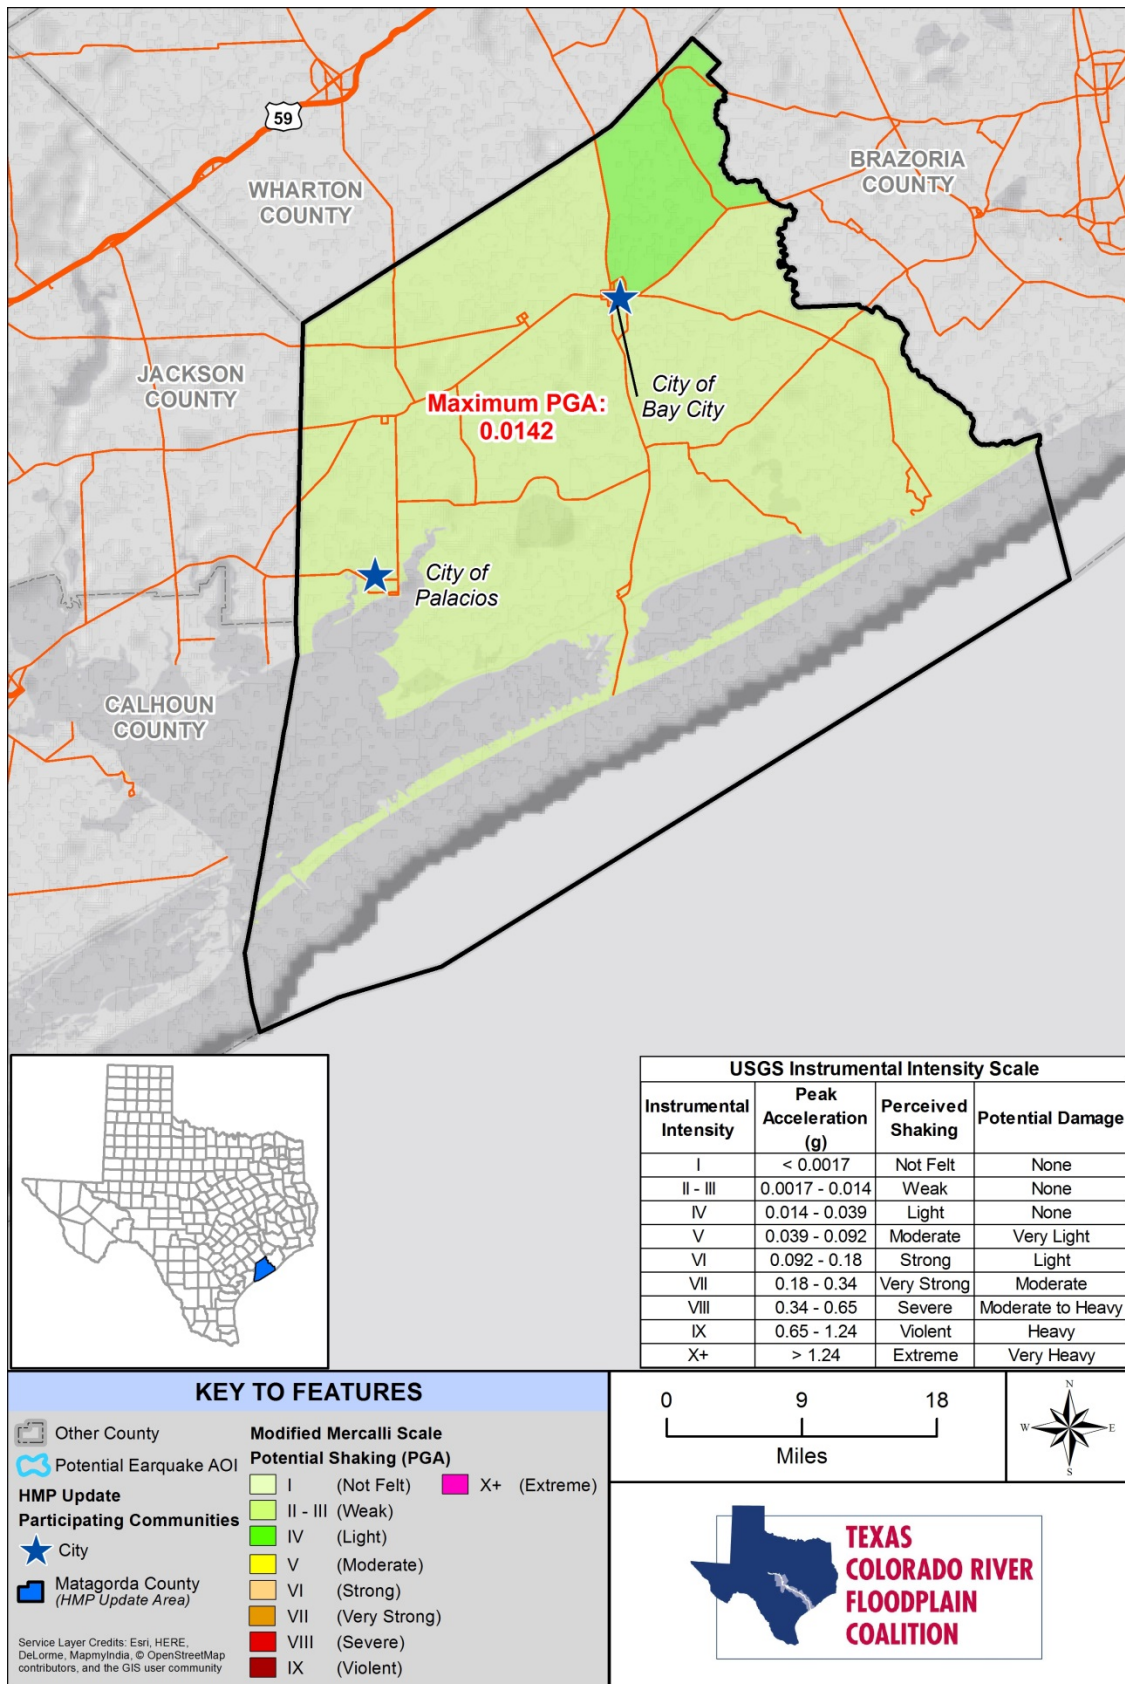 59
WHARTON
COUNTY
BRAZORIA
COUNTY
JACKSON
COUNTY
Maximum PGA:
0.0142
City of
Bay City
City of
Palacios
CALHOUN
COUNTY
USGS Instrumental Intensity Scale
Instrumental Intensity Peak Acceleration (g) Perceived Shaking Potential Damage
I < 0.0017 Not Felt None
II - III 0.0017 - 0.014 Weak None
IV 0.014 - 0.039 Light None
V 0.039 - 0.092 Moderate Very Light
VI 0.092 - 0.18 Strong Light
VII 0.18 - 0.34 Very Strong Moderate
VIII 0.34 - 0.65 Severe Moderate to Heavy
IX 0.65 - 1.24 Violent Heavy
X+ > 1.24 Extreme Very Heavy
KEY TO FEATURES
Other County
Potential Earquake AOI
HMP Update
Participating Communities
City
Matagorda County
(HMP Update Area)
Service Layer Credits: Esri, HERE,
DeLorme, MapmyIndia, © OpenStreetMap
contributors, and the GIS user community
Modified Mercalli Scale
Potential Shaking (PGA)
I (Not Felt)
II - III (Weak)
IV (Light)
V (Moderate)
VI (Strong)
VII (Very Strong)
VIII (Severe)
IX (Violent)
X+ (Extreme)
0 9 18
Miles
N
W E
S
TEXAS
COLORADO RIVER
FLOODPLAIN
COALITION